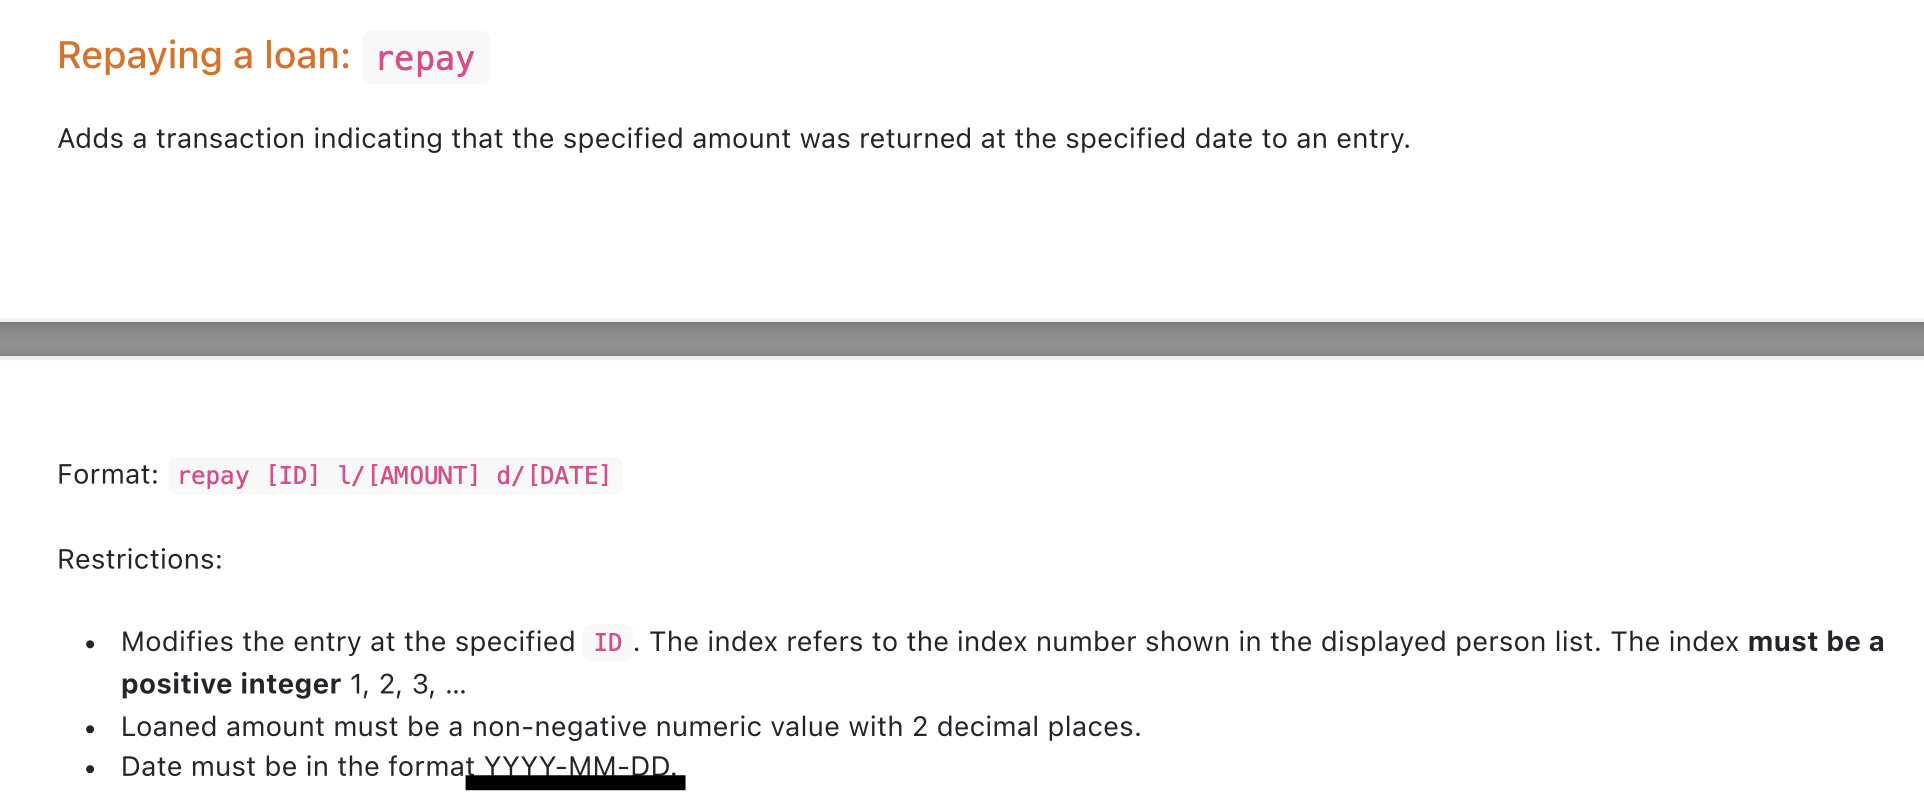 Repaying a loan: repay
Adds a transaction indicating that the specified amount was returned at the specified date to an entry.
Format: repay [ID] l/[AMOUNT] d/[DATE]
Restrictions:
• Modifies the entry at the specified ID. The index refers to the index number shown in the displayed person list. The index must be a
positive integer 1, 2, 3, …
• Loaned amount must be a non-negative numeric value with 2 decimal places.
• Date must be in the format YYYY-MM-DD.